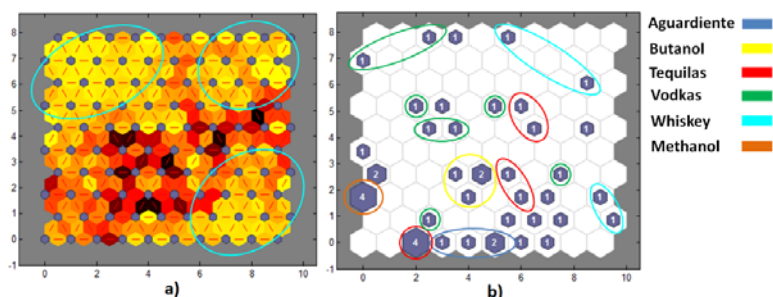 8
7
6
5
4
3
2
1
0
-1
0 2 4 6 8 10
a)
8
7
6
5
4
3
2
1
0
-1
1 1 1
1
1
1 1 1 1
1 1 1 1
1
2 1 2 1 1
4 1 1 1 1
1 1 1 1 1
4 1 1 2 1 1
0 2 4 6 8 10
b)
Aguardiente
Butanol
Tequilas
Vodkas
Whiskey
Methanol